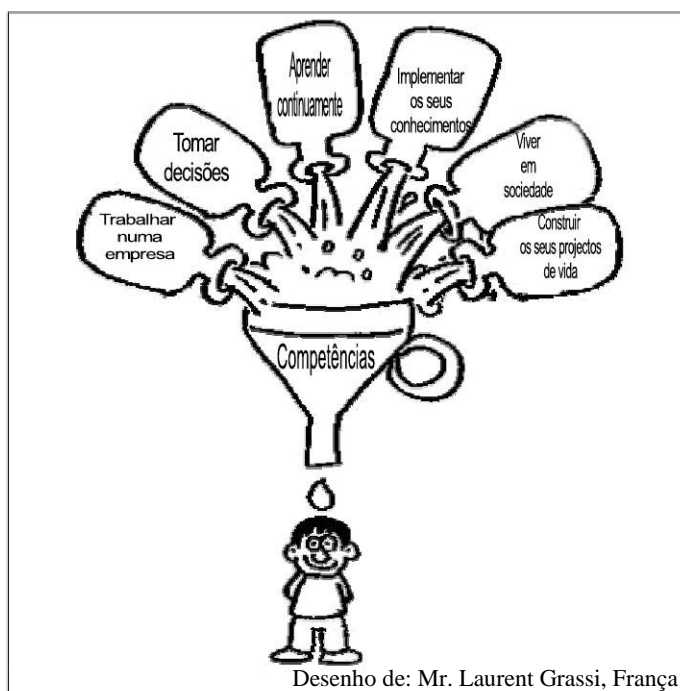 Aprender
continuamente
Implementar
os seus
conhecimentos
Tomar
decisões
Viver
em
sociedade
Trabalhar
numa
empresa
Construir
os seus projectos
de vida
Competências
Desenho de: Mr. Laurent Grassi, França